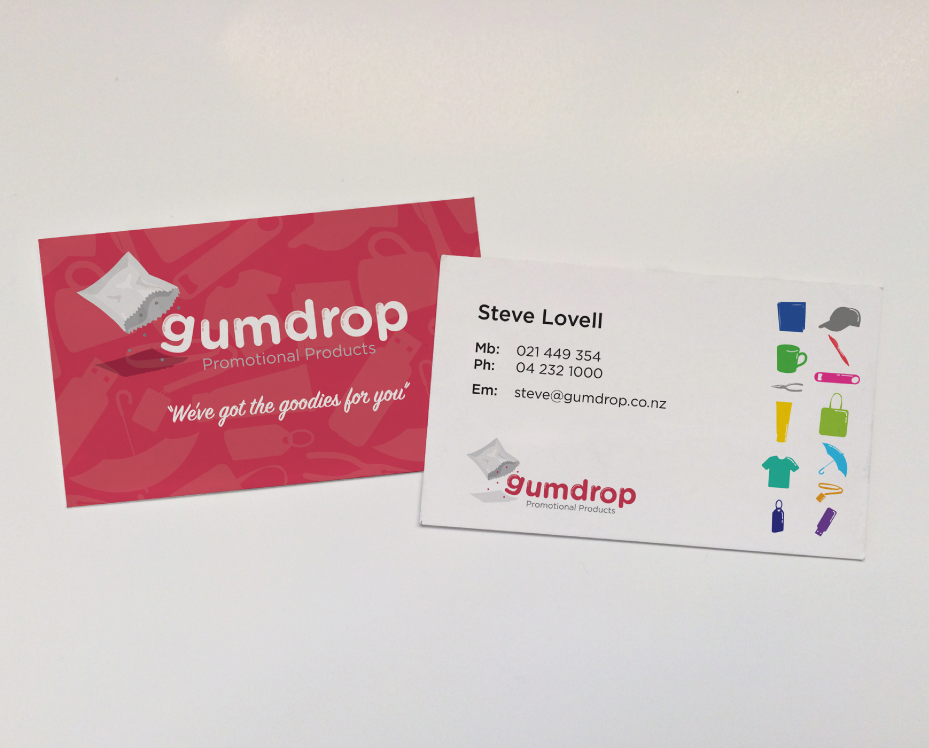 gumdrop
Promotional Products
"We've got the goodies for you"
Steve Lovell
Mb: 021 449 354
Ph: 04 232 1000
Em: steve@gumdrop.co.nz
gumdrop
Promotional Products